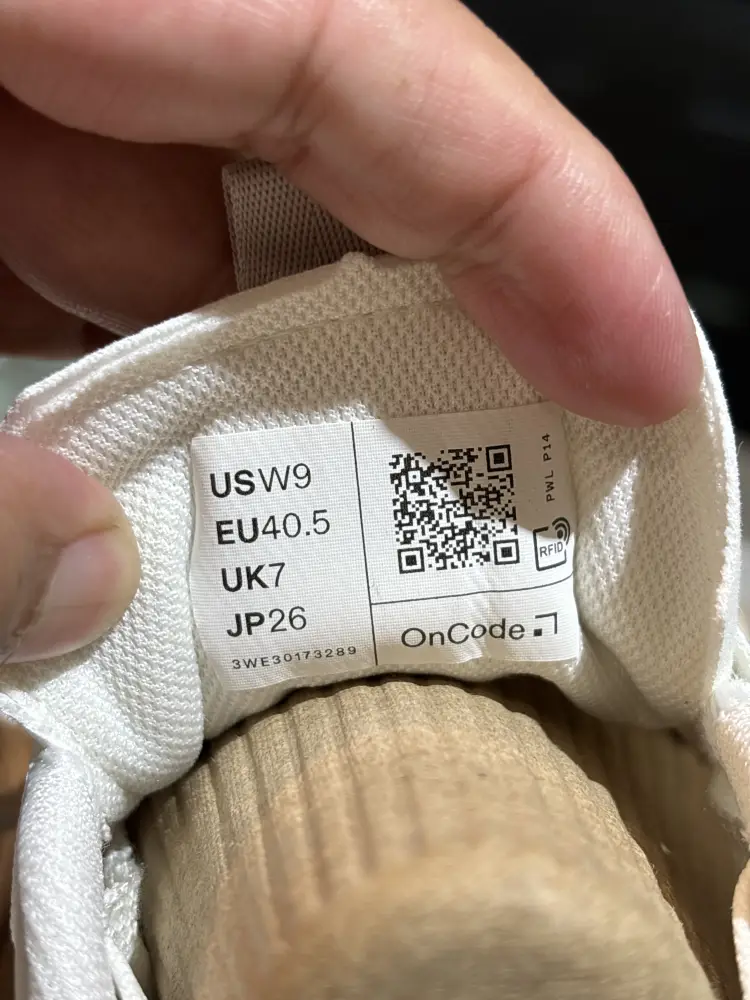 USW9
EU40.5
UK7
JP26
3WE30173289
PWL P14
RFID
OnCode